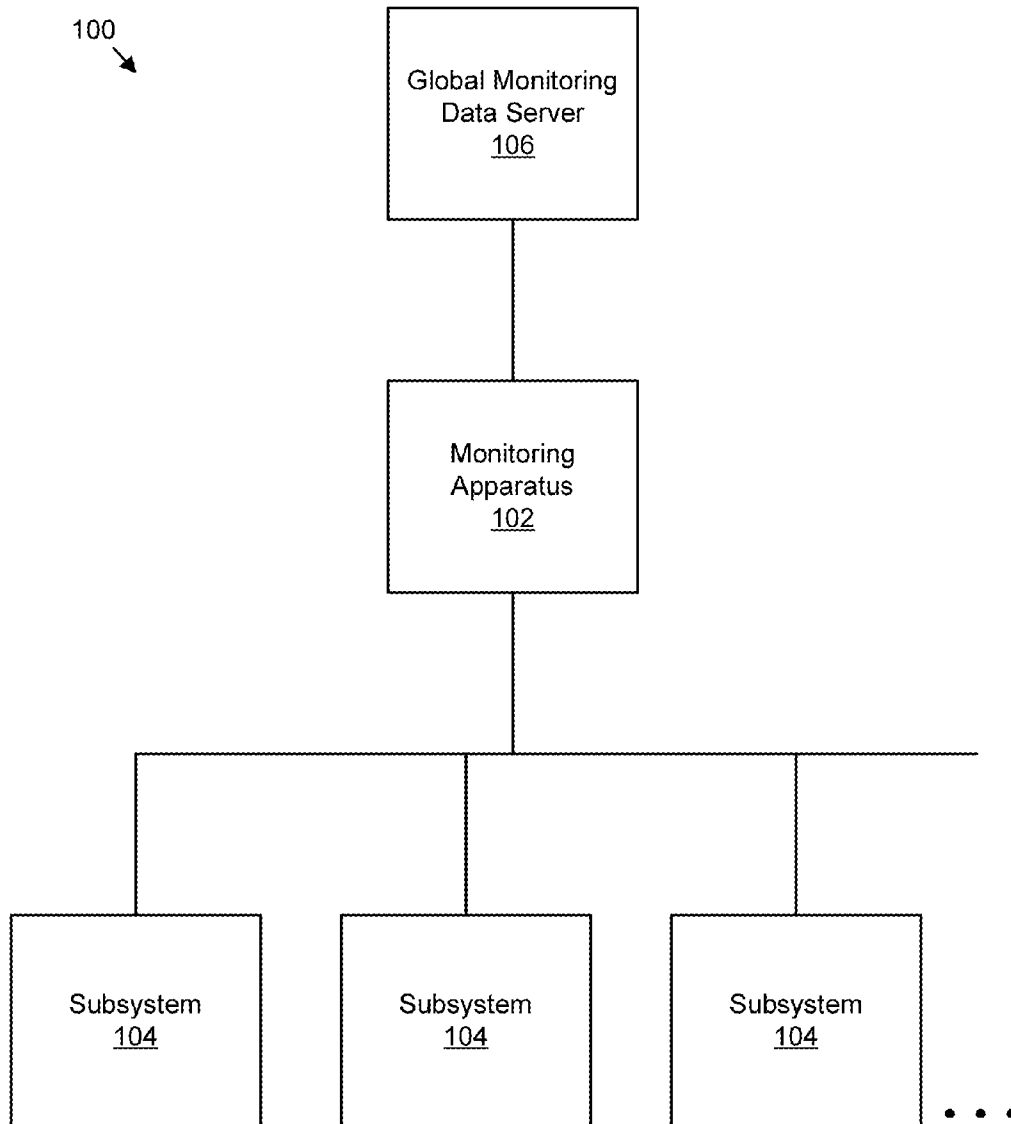 100
Global Monitoring
Data Server
106
Monitoring
Apparatus
102
Subsystem
104
Subsystem
104
Subsystem
104
. . .